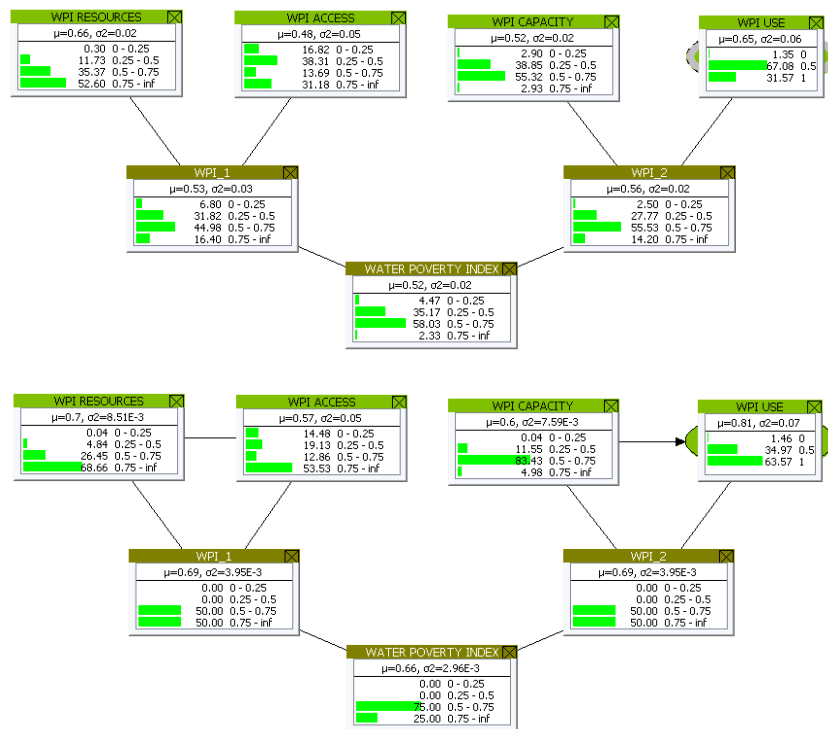 WPI RESOURCES
μ=0.66, σ2=0.02
0.30 0 - 0.25
11.73 0.25 - 0.5
35.37 0.5 - 0.75
52.60 0.75 - inf
WPI ACCESS
μ=0.48, σ2=0.05
16.82 0 - 0.25
38.31 0.25 - 0.5
13.69 0.5 - 0.75
31.18 0.75 - inf
WPI CAPACITY
μ=0.52, σ2=0.02
2.90 0 - 0.25
38.85 0.25 - 0.5
55.32 0.5 - 0.75
2.93 0.75 - inf
WPI USE
μ=0.65, σ2=0.06
1.35 0
67.08 0.5
31.57 1
WPI_1
μ=0.53, σ2=0.03
6.80 0 - 0.25
31.82 0.25 - 0.5
44.98 0.5 - 0.75
16.40 0.75 - inf
WPI_2
μ=0.56, σ2=0.02
2.50 0 - 0.25
27.77 0.25 - 0.5
55.53 0.5 - 0.75
14.20 0.75 - inf
WATER POVERTY INDEX
μ=0.52, σ2=0.02
4.47 0 - 0.25
35.17 0.25 - 0.5
58.03 0.5 - 0.75
2.33 0.75 - inf
WPI RESOURCES
μ=0.7, σ2=8.51E-3
0.04 0 - 0.25
4.84 0.25 - 0.5
26.45 0.5 - 0.75
68.66 0.75 - inf
WPI ACCESS
μ=0.57, σ2=0.05
14.48 0 - 0.25
19.13 0.25 - 0.5
12.86 0.5 - 0.75
53.53 0.75 - inf
WPI CAPACITY
μ=0.6, σ2=7.59E-3
0.04 0 - 0.25
11.55 0.25 - 0.5
83.43 0.5 - 0.75
4.98 0.75 - inf
WPI USE
μ=0.81, σ2=0.07
1.46 0
34.97 0.5
63.57 1
WPI_1
μ=0.69, σ2=3.95E-3
0.00 0 - 0.25
0.00 0.25 - 0.5
50.00 0.5 - 0.75
50.00 0.75 - inf
WPI_2
μ=0.69, σ2=3.95E-3
0.00 0 - 0.25
0.00 0.25 - 0.5
50.00 0.5 - 0.75
50.00 0.75 - inf
WATER POVERTY INDEX
μ=0.66, σ2=2.96E-3
0.00 0 - 0.25
0.00 0.25 - 0.5
75.00 0.5 - 0.75
25.00 0.75 - inf